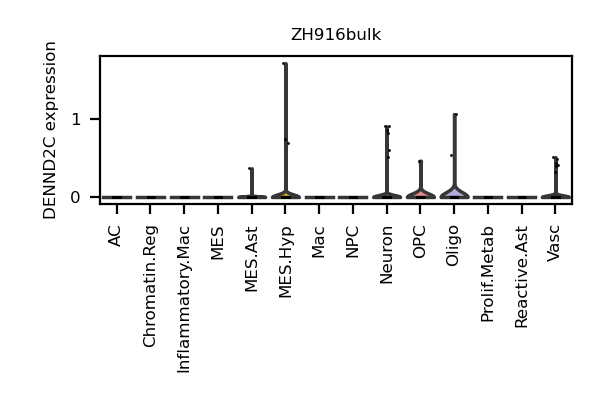 ZH916bulk
DENND2C expression
1
0
AC
Chromatin.Reg
Inflammatory.Mac
MES
MES.Ast
MES.Hyp
Mac
NPC
Neuron
OPC
Oligo
Prolif.Metab
Reactive.Ast
Vasc